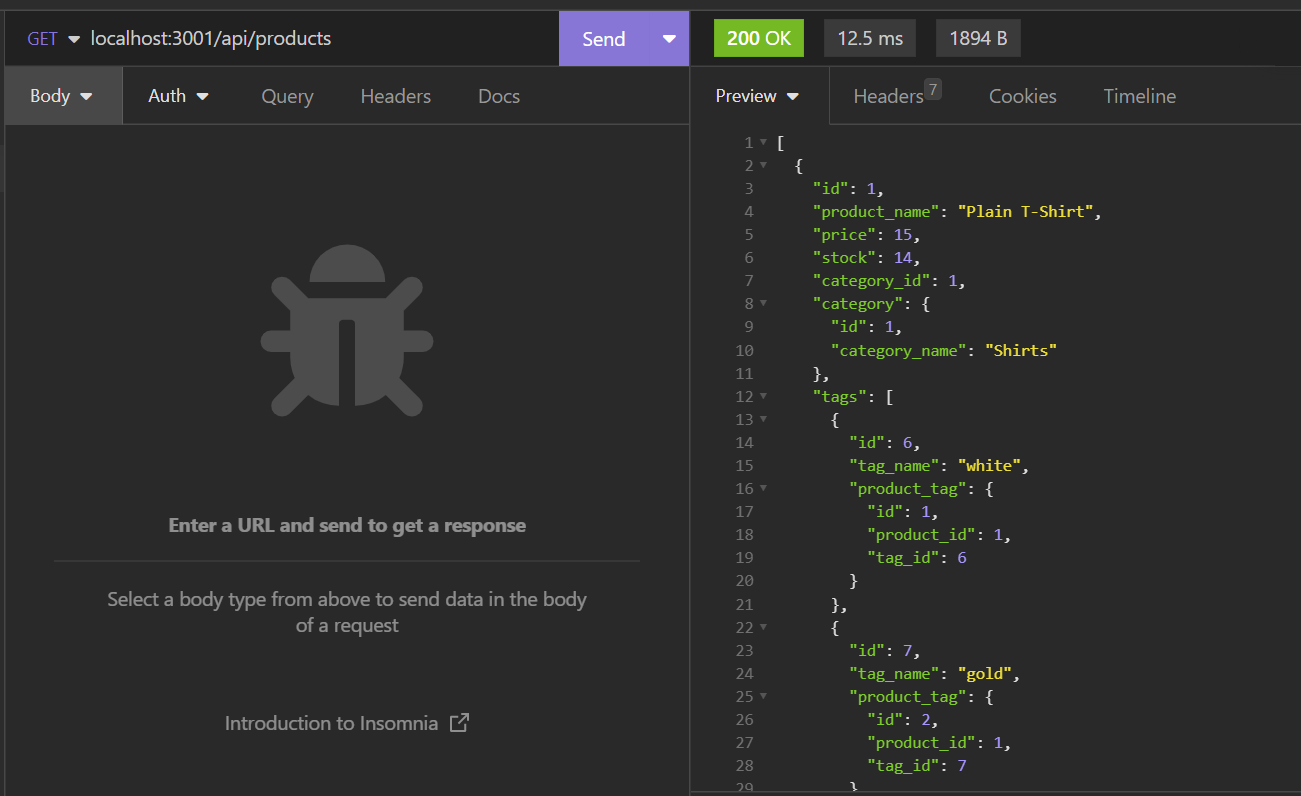 GET localhost:3001/api/products Send 200 OK 12.5 ms 1894 B
Body Auth Query Headers Docs
Enter a URL and send to get a response
Select a body type from above to send data in the body
of a request
Introduction to Insomnia
Preview Headers 7 Cookies Timeline
1 [
2 {
3 "id": 1,
4 "product_name": "Plain T-Shirt",
5 "price": 15,
6 "stock": 14,
7 "category_id": 1,
8 "category": {
9 "id": 1,
10 "category_name": "Shirts"
11 },
12 "tags": [
13 {
14 "id": 6,
15 "tag_name": "white",
16 "product_tag": {
17 "id": 1,
18 "product_id": 1,
19 "tag_id": 6
20 }
21 },
22 {
23 "id": 7,
24 "tag_name": "gold",
25 "product_tag": {
26 "id": 2,
27 "product_id": 1,
28 "tag_id": 7
29 }